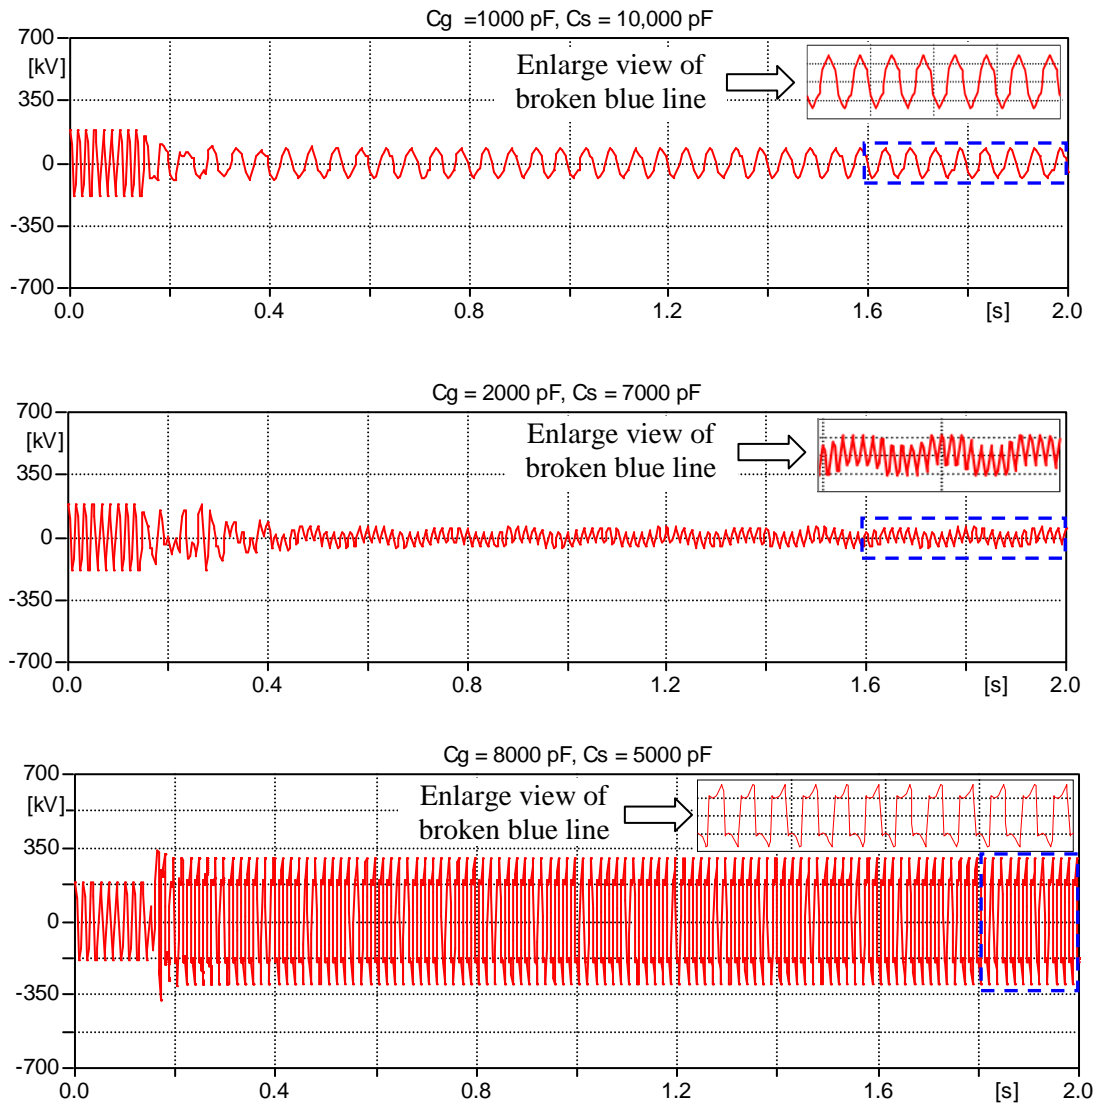 Cg =1000 pF, Cs = 10,000 pF
700
[kV]
350
0
-350
-700
Enlarge view of
broken blue line
0.0 0.4 0.8 1.2 1.6 [s] 2.0
Cg = 2000 pF, Cs = 7000 pF
700
[kV]
350
0
-350
-700
Enlarge view of
broken blue line
0.0 0.4 0.8 1.2 1.6 [s] 2.0
Cg = 8000 pF, Cs = 5000 pF
700
[kV]
350
0
-350
-700
Enlarge view of
broken blue line
0.0 0.4 0.8 1.2 1.6 [s] 2.0